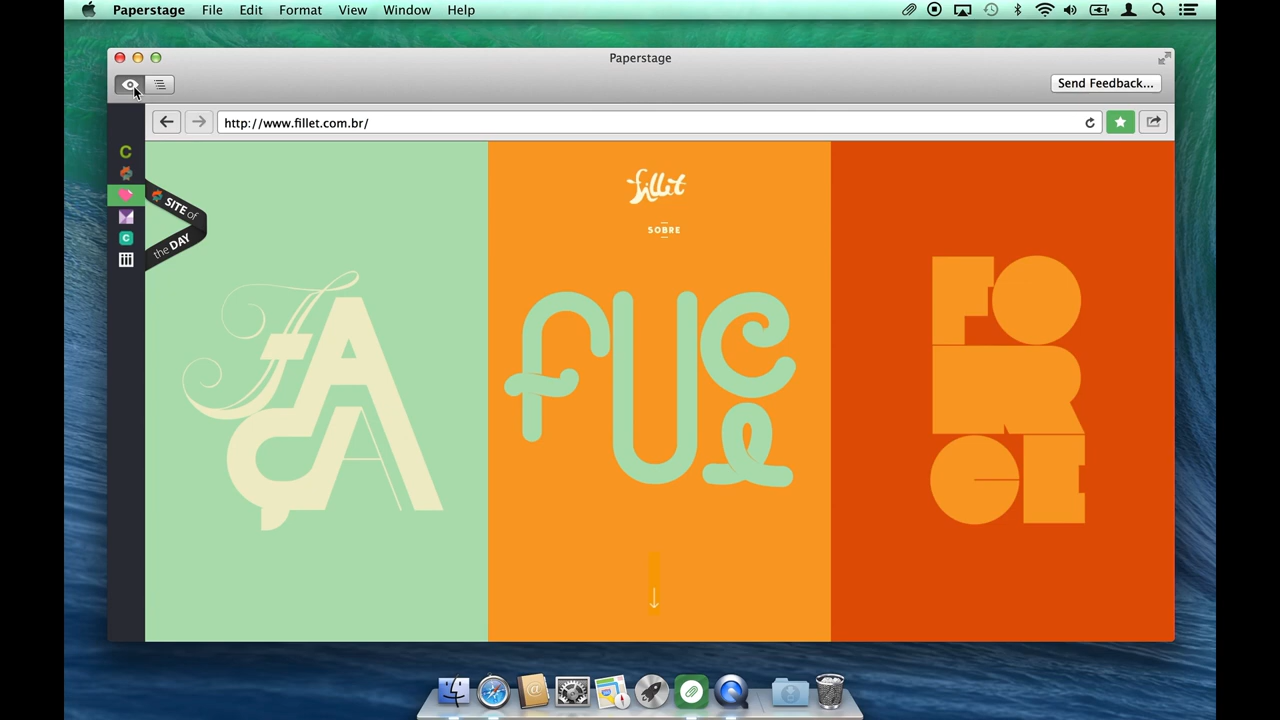 Paperstage File Edit Format View Window Help
Paperstage
Send Feedback...
http://www.fillet.com.br/
C
C
SITE of
the DAY
fillet
SOBRE
FAÇA
FUEL
FORCE